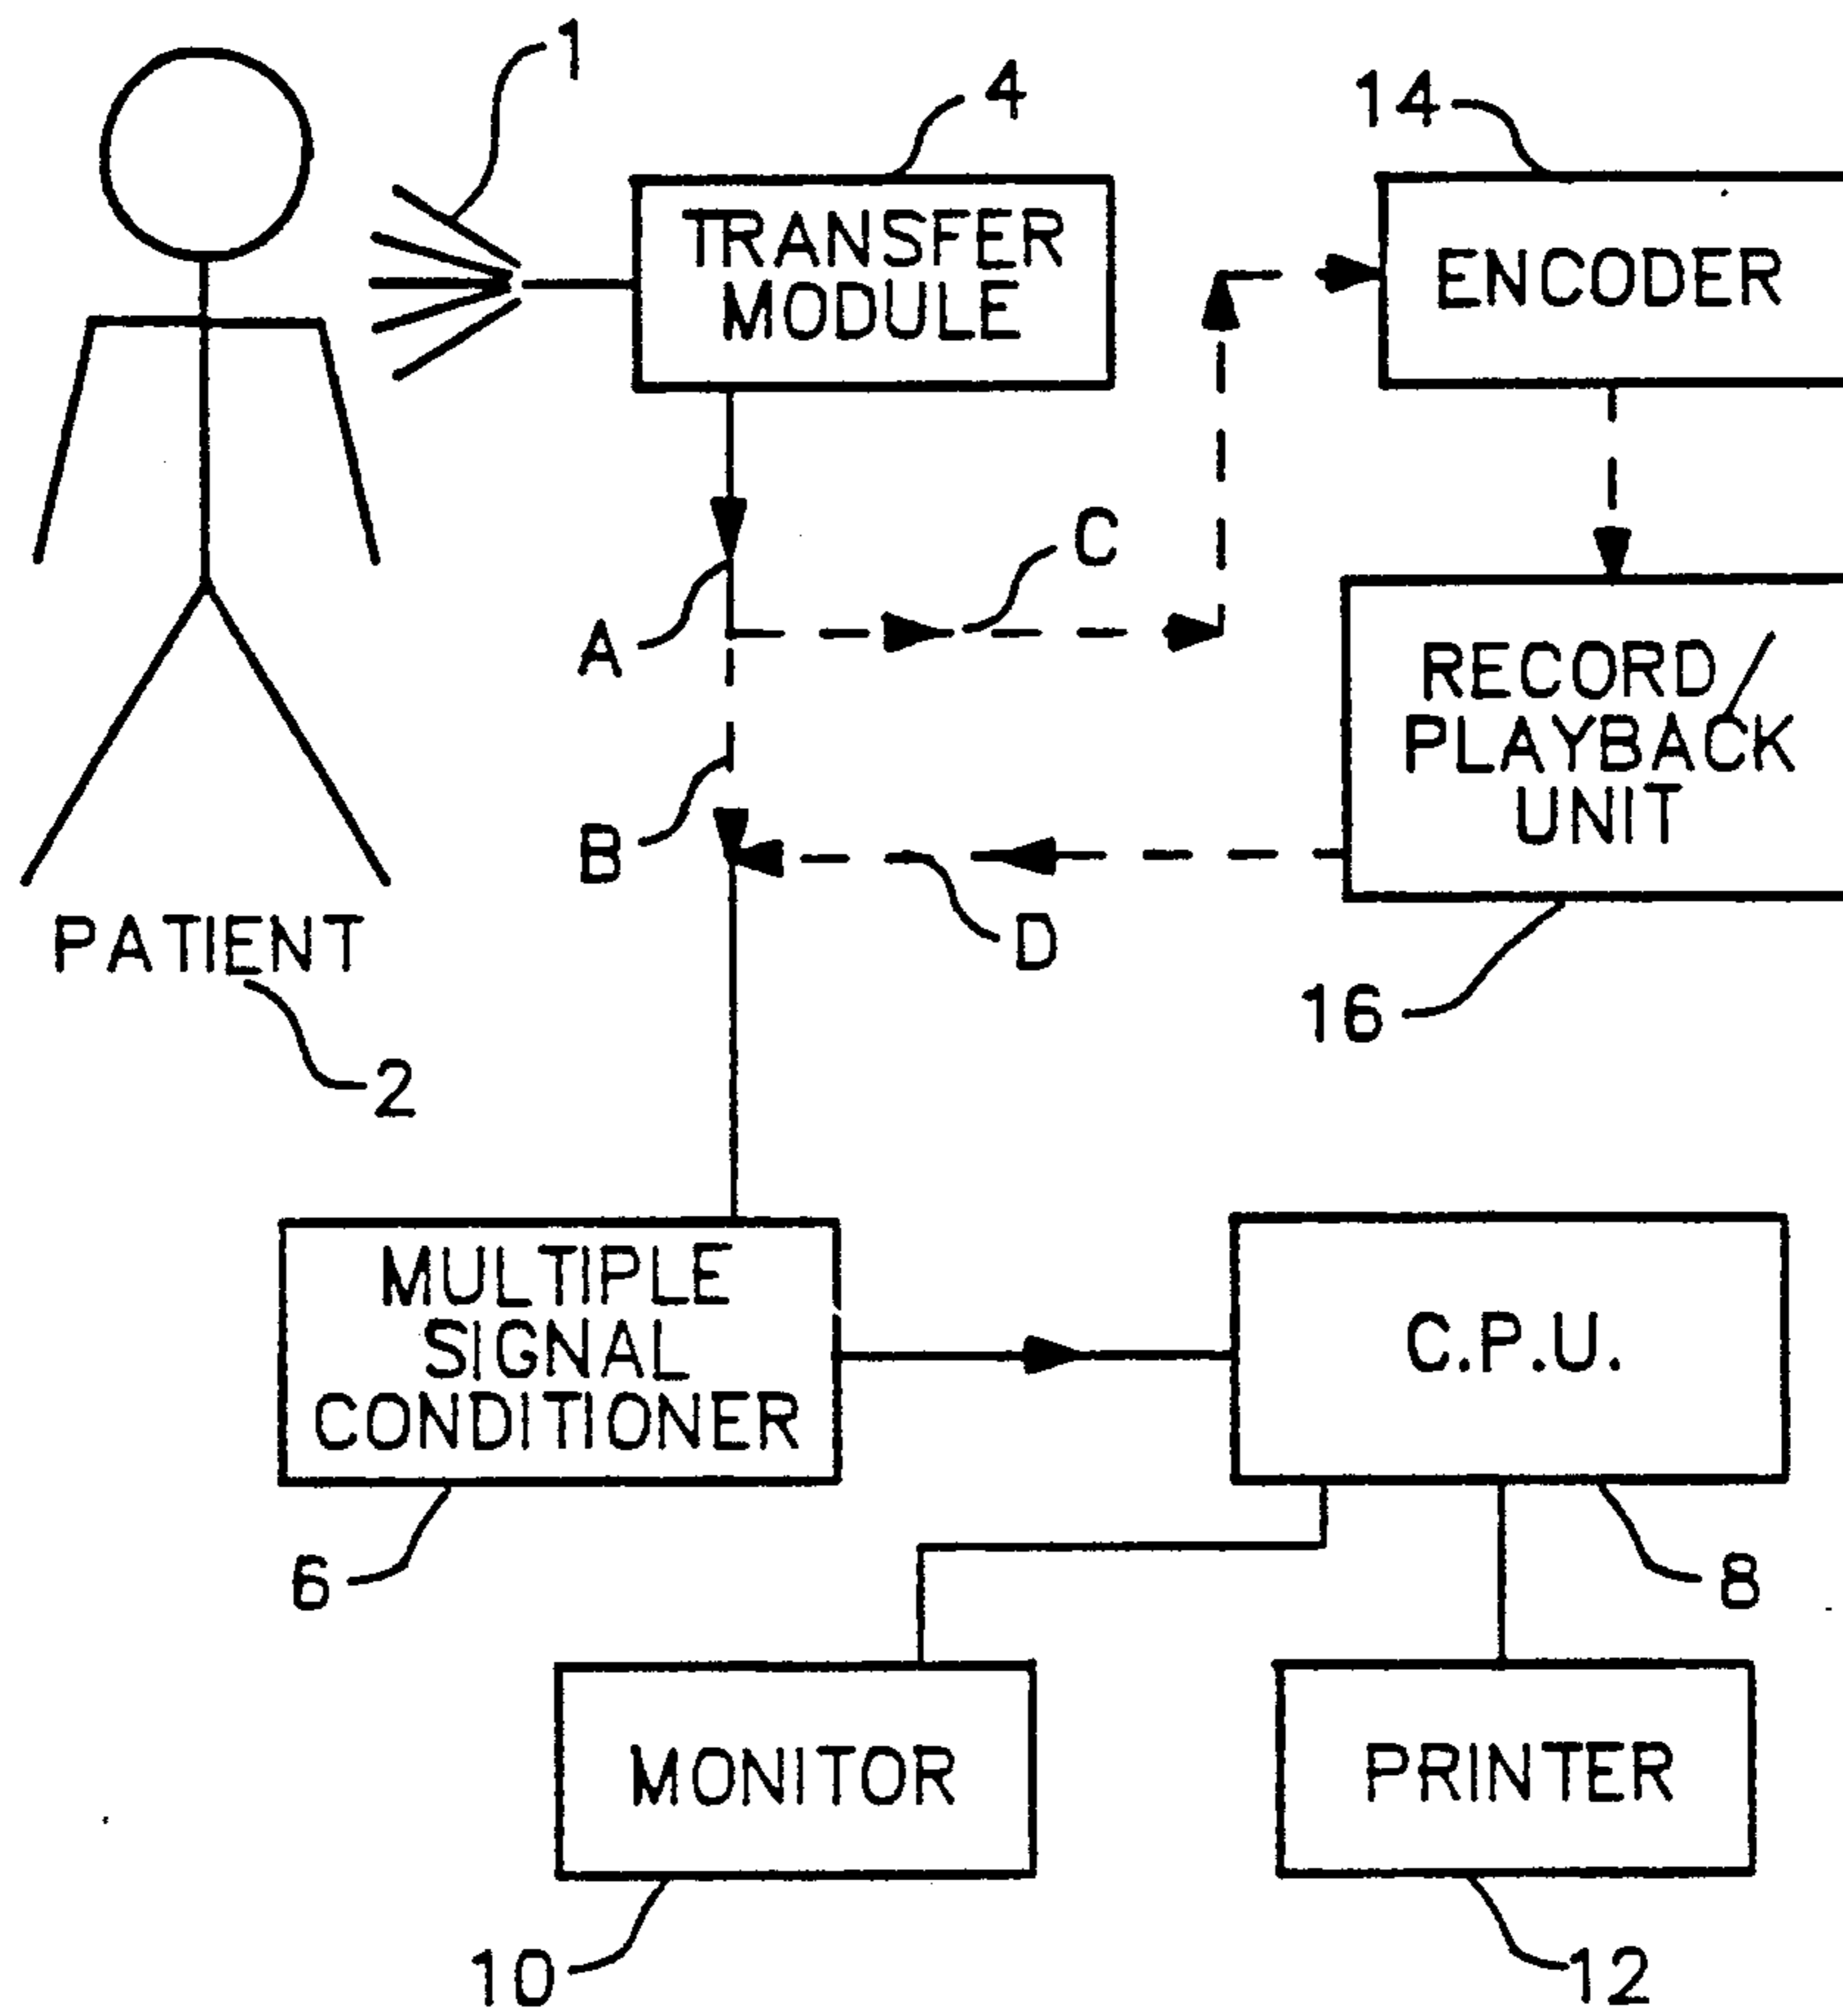 1
4
14
TRANSFER
MODULE
ENCODER
C
A
RECORD/
PLAYBACK
UNIT
B
D
PATIENT
16
2
MULTIPLE
SIGNAL
CONDITIONER
C.P.U.
6
8
MONITOR
PRINTER
10
12